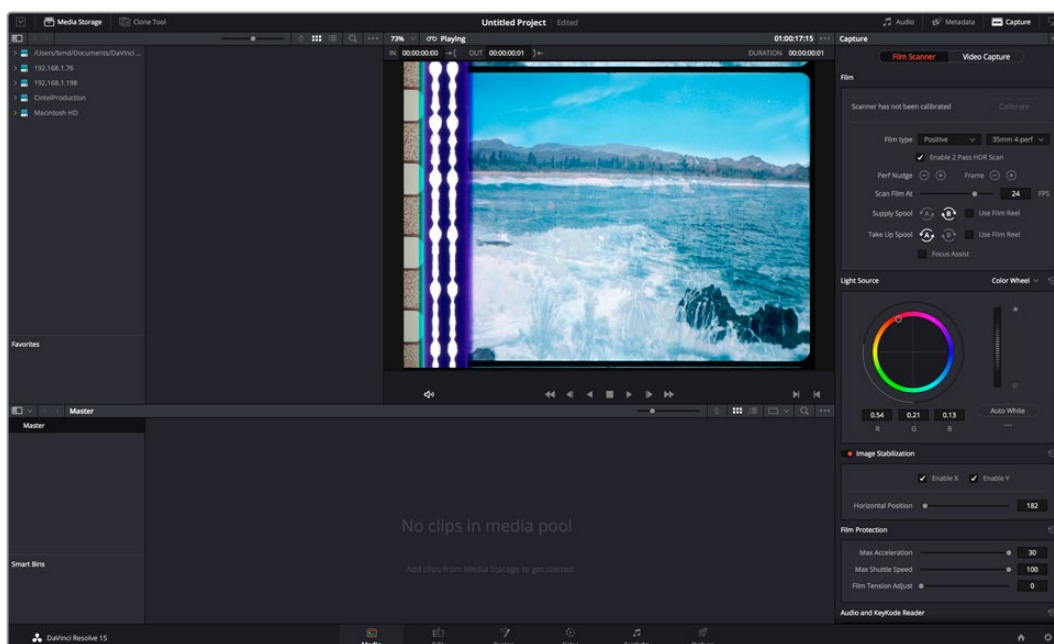 Media Storage Clone Tool Untitled Project Edited Audio Metadata Capture
73% Playing 01:00:17:15 Capture
IN 00:00:00:00 OUT 00:00:00:01 DURATION 00:00:00:01
/Users/bmd/Documents/DaVinci ...
192.168.1.76
192.168.1.198
CintelProduction
Macintosh HD
Favorites
Master
Master
Smart Bins
No clips in media pool
Add clips from Media Storage to get started
Film Scanner Video Capture
Film
Scanner has not been calibrated Calibrate
Film type Positive 35mm 4-perf
Enable 2 Pass HDR Scan
Perf Nudge Frame
Scan Film At 24 FPS
Supply Spool A B Use Film Reel
Take Up Spool A B Use Film Reel
Focus Assist
Light Source Color Wheel
0.54 0.21 0.13 Auto White
R G B
Image Stabilization
Enable X Enable Y
Horizontal Position 182
Film Protection
Max Acceleration 30
Max Shuttle Speed 100
Film Tension Adjust 0
Audio and KeyKode Reader
DaVinci Resolve 15